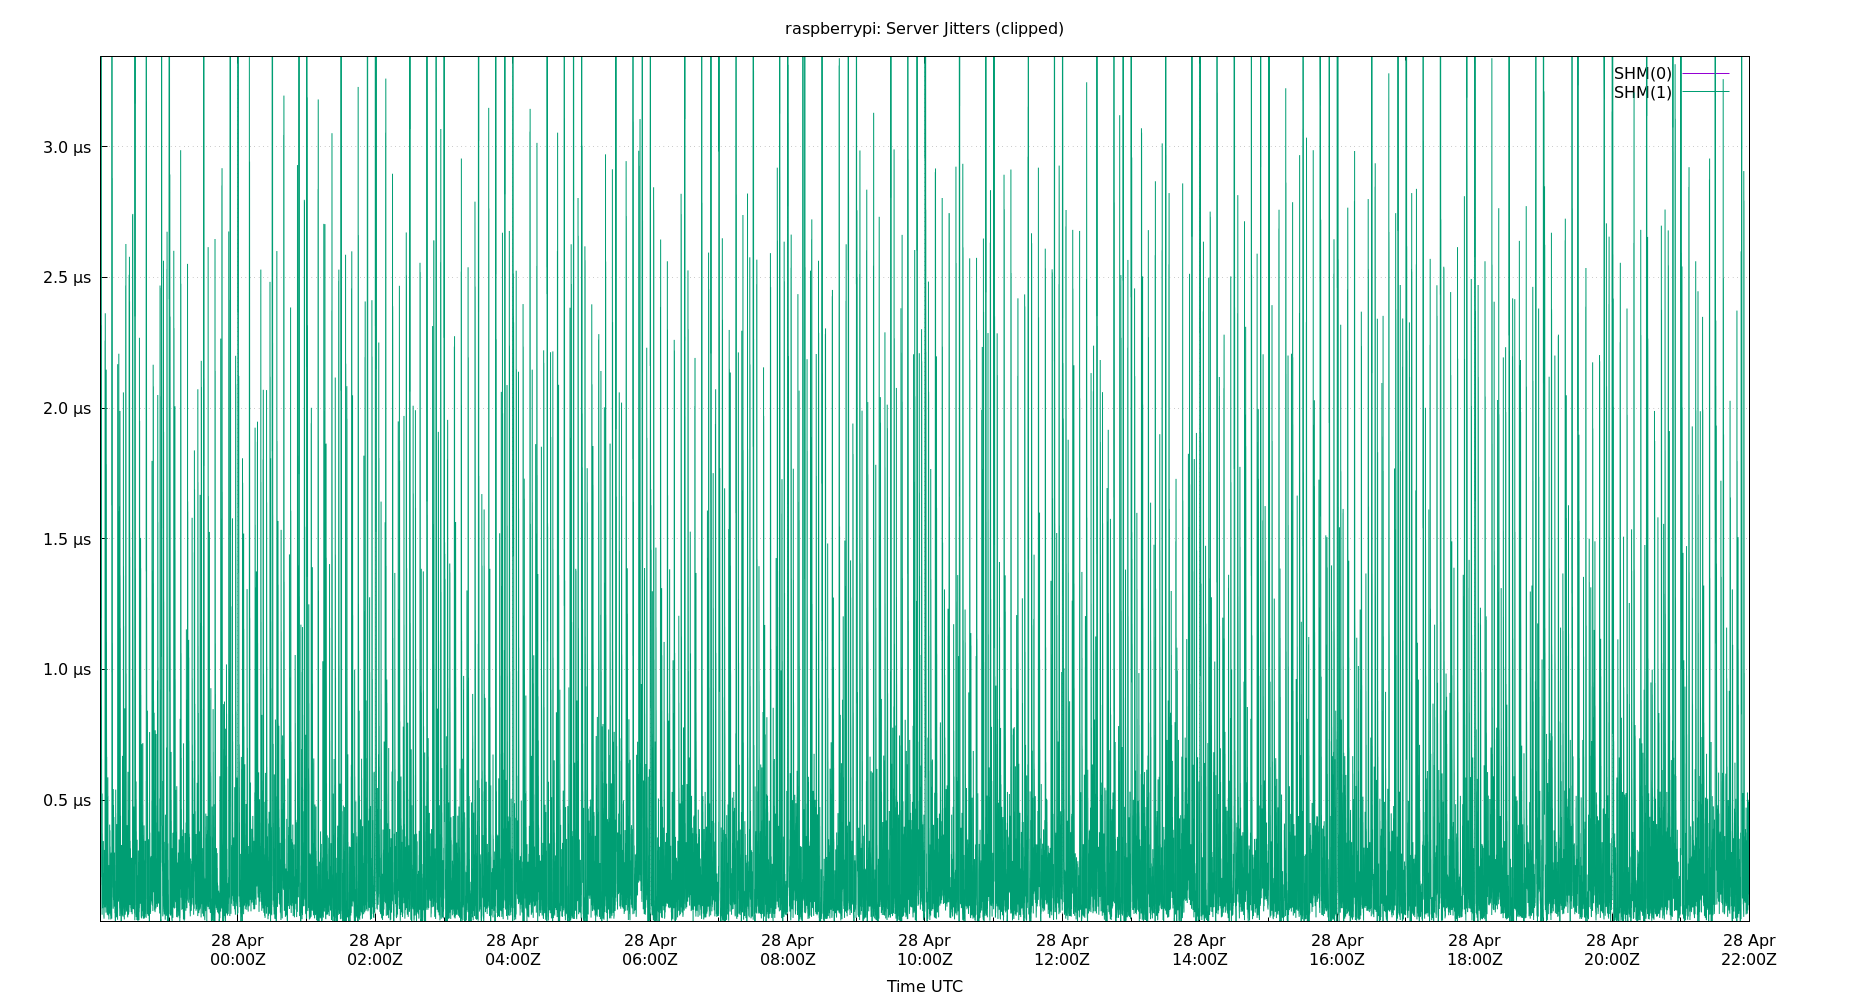 raspberrypi: Server Jitters (clipped)
SHM(0)
SHM(1)
3.0 µs
2.5 µs
2.0 µs
1.5 µs
1.0 µs
0.5 µs
28 Apr 28 Apr 28 Apr 28 Apr 28 Apr 28 Apr 28 Apr 28 Apr 28 Apr 28 Apr 28 Apr 28 Apr
00:00Z 02:00Z 04:00Z 06:00Z 08:00Z 10:00Z 12:00Z 14:00Z 16:00Z 18:00Z 20:00Z 22:00Z
Time UTC